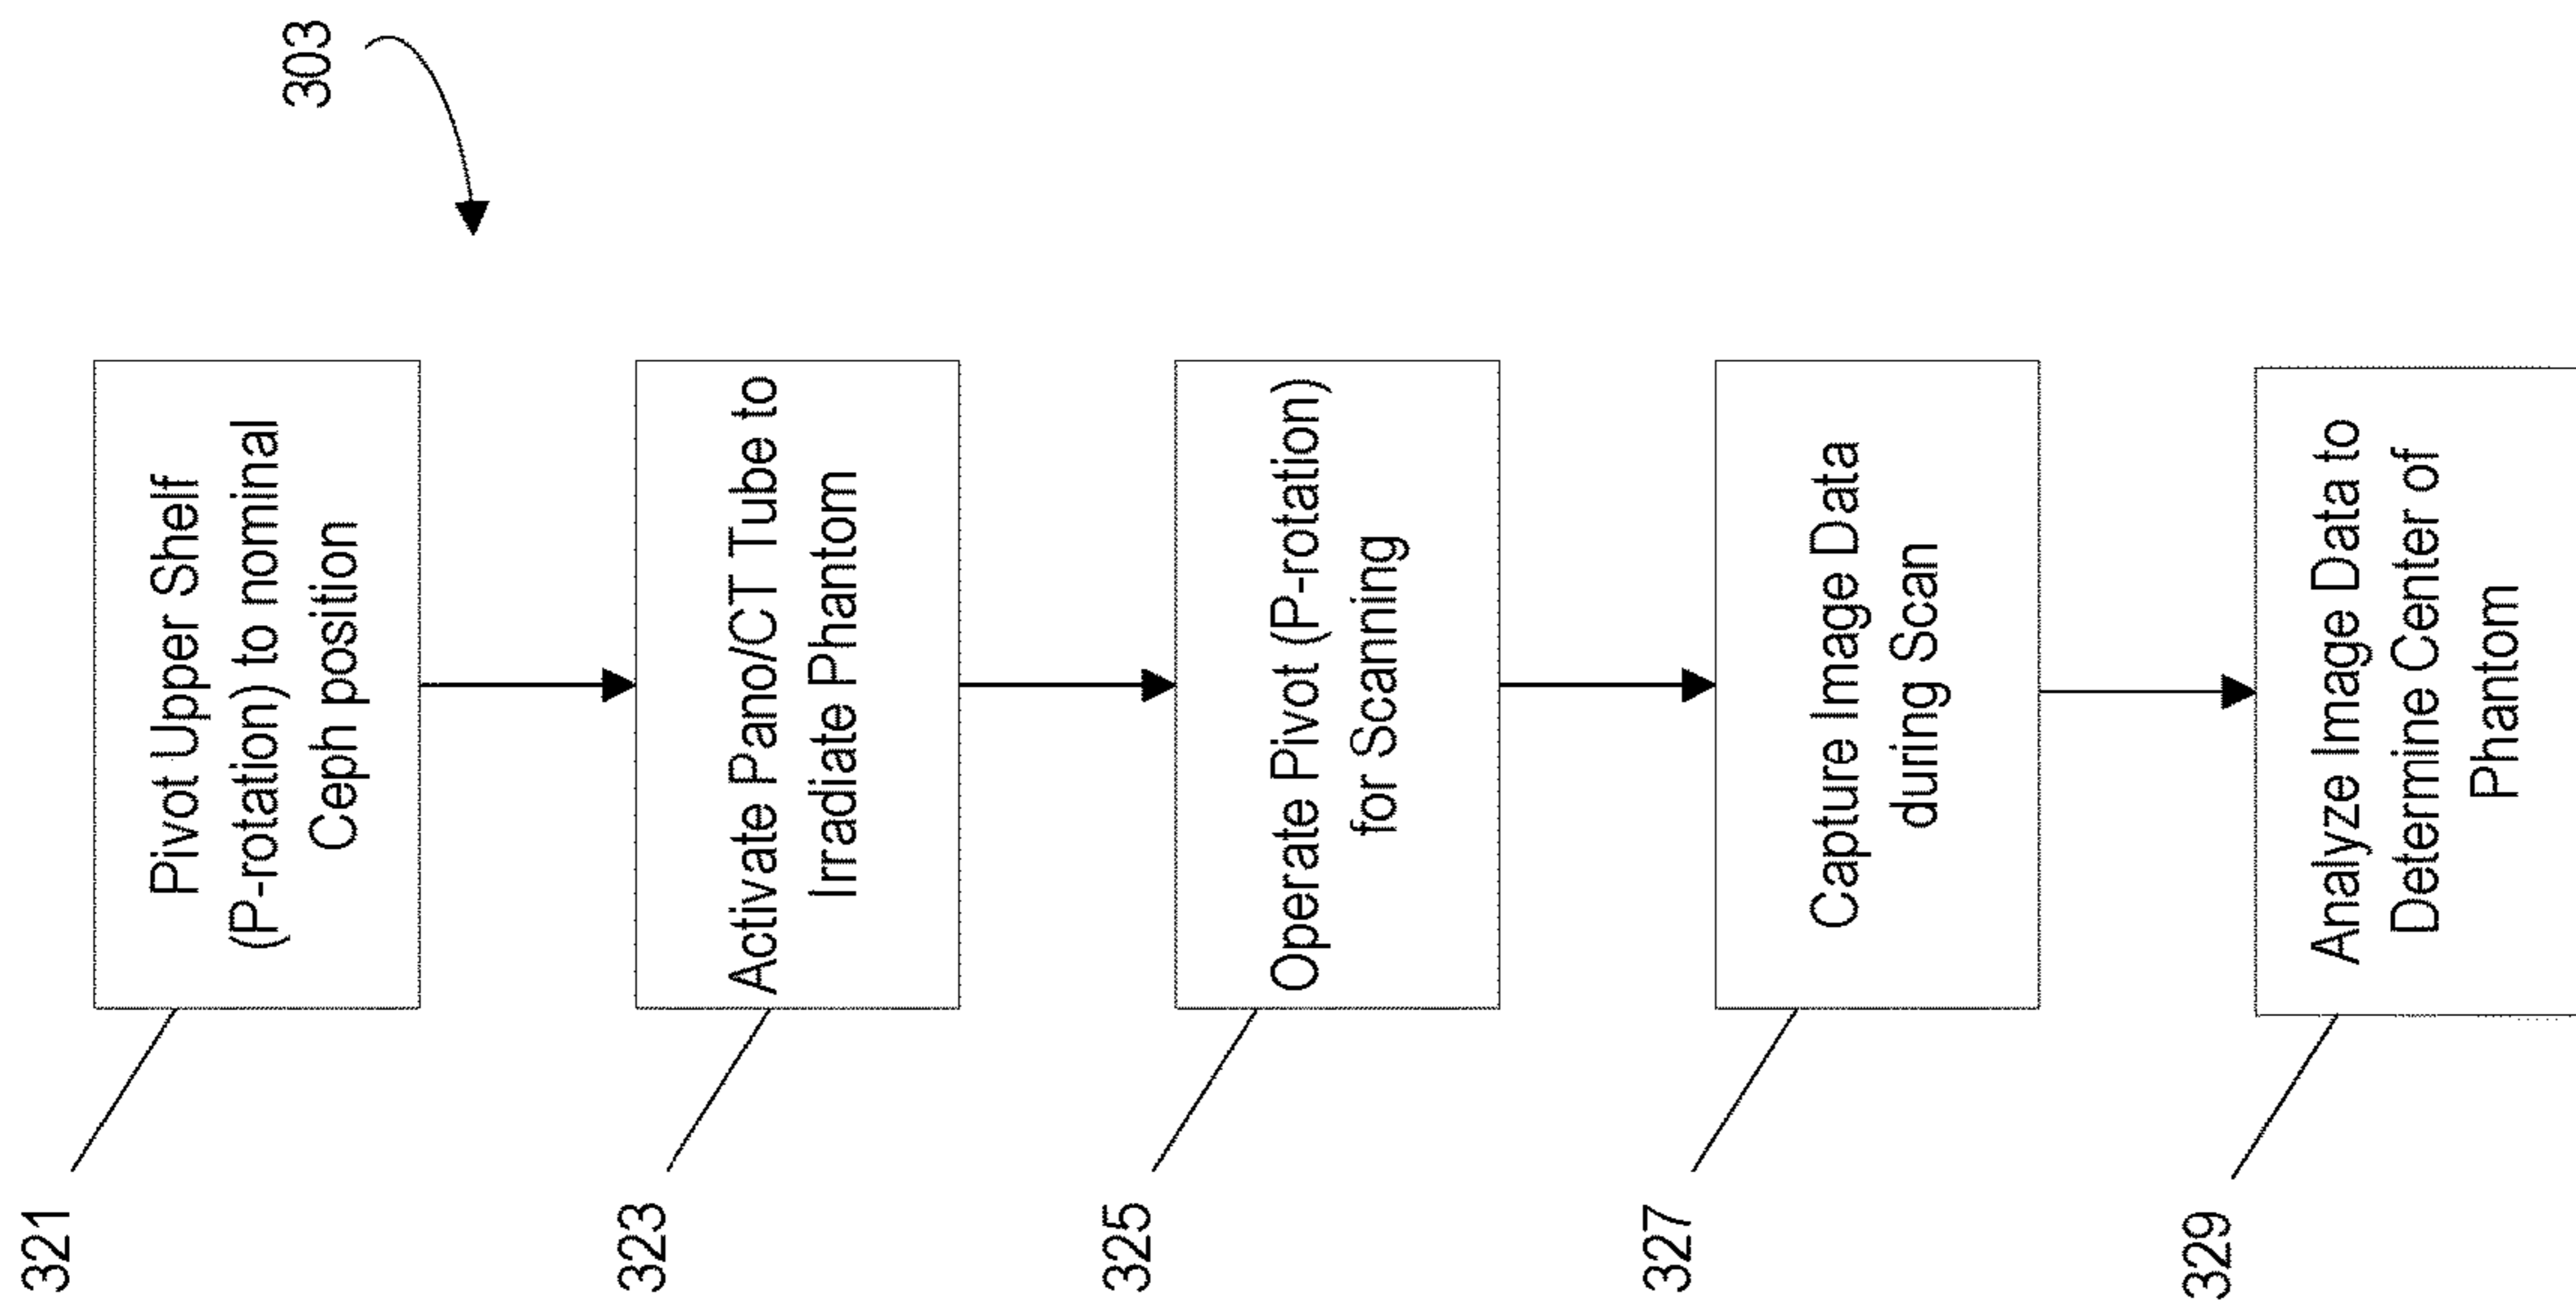 303
321
Pivot Upper Shelf
(P-rotation) to nominal
Ceph position
323
Activate Pano/CT Tube to
Irradiate Phantom
325
Operate Pivot (P-rotation)
for Scanning
327
Capture Image Data
during Scan
329
Analyze Image Data to
Determine Center of
Phantom